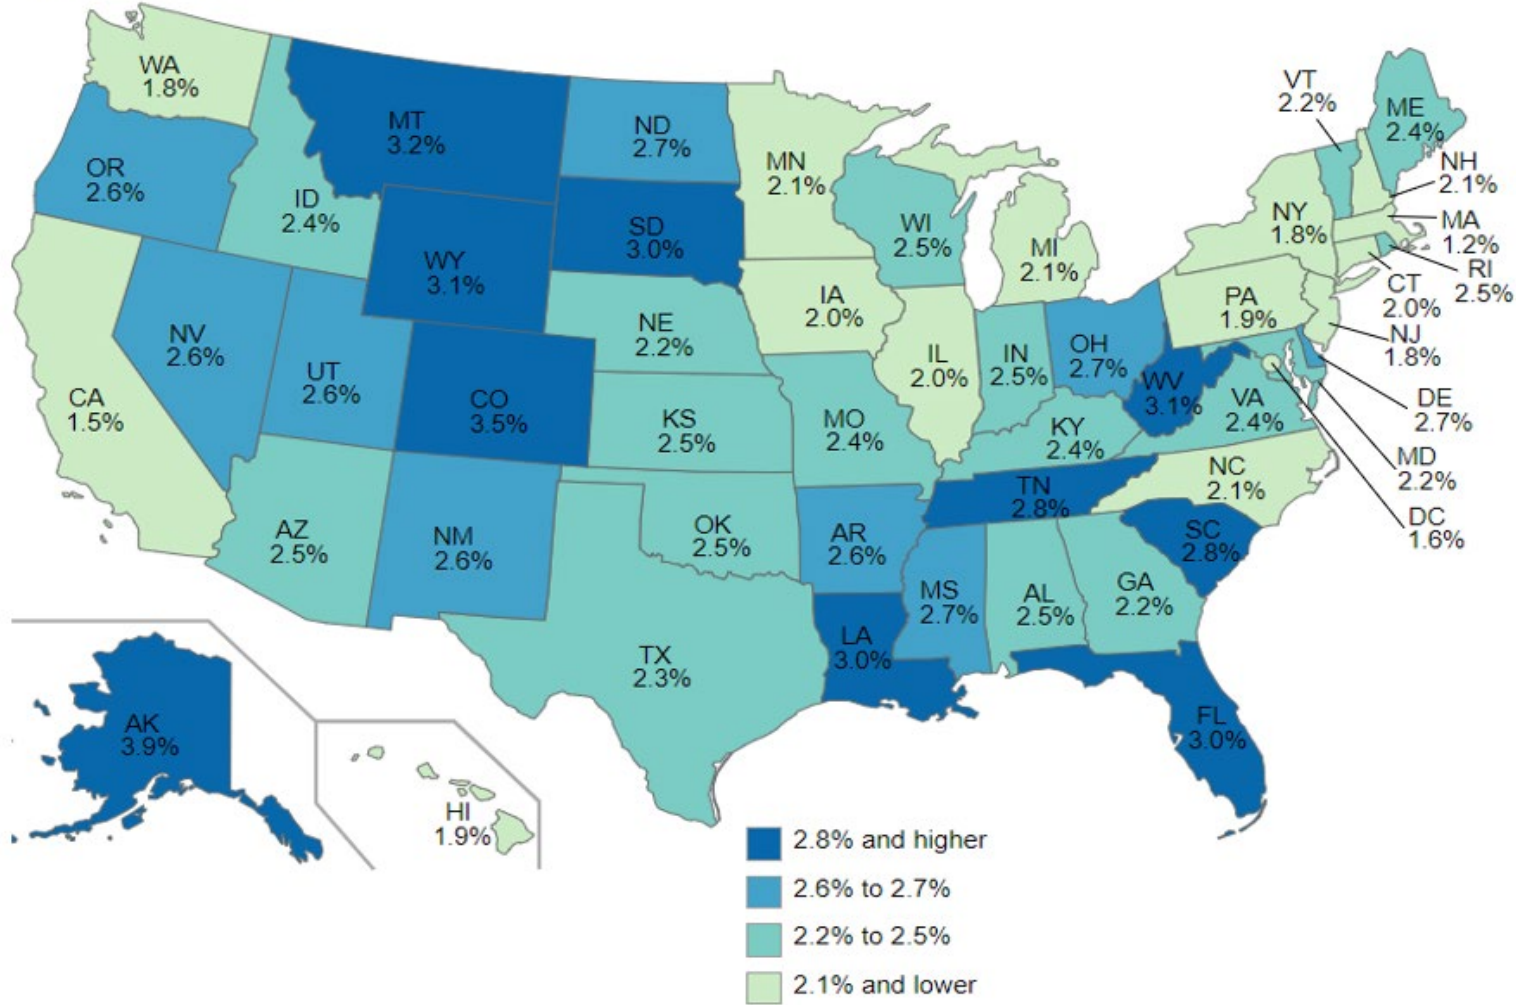 WA
1.8%
MT
3.2%
ND
2.7%
MN
2.1%
VT
2.2%
ME
2.4%
NH
2.1%
OR
2.6%
ID
2.4%
SD
3.0%
WI
2.5%
MI
2.1%
NY
1.8%
MA
1.2%
RI
2.5%
WY
3.1%
CT
2.0%
NV
2.6%
UT
2.6%
NE
2.2%
IA
2.0%
PA
1.9%
NJ
1.8%
CA
1.5%
CO
3.5%
KS
2.5%
MO
2.4%
IL
2.0%
IN
2.5%
OH
2.7%
WV
3.1%
VA
2.4%
DE
2.7%
KY
2.4%
MD
2.2%
AZ
2.5%
NM
2.6%
OK
2.5%
AR
2.6%
TN
2.8%
NC
2.1%
DC
1.6%
SC
2.8%
MS
2.7%
AL
2.5%
GA
2.2%
TX
2.3%
LA
3.0%
FL
3.0%
AK
3.9%
HI
1.9%
2.8% and higher
2.6% to 2.7%
2.2% to 2.5%
2.1% and lower